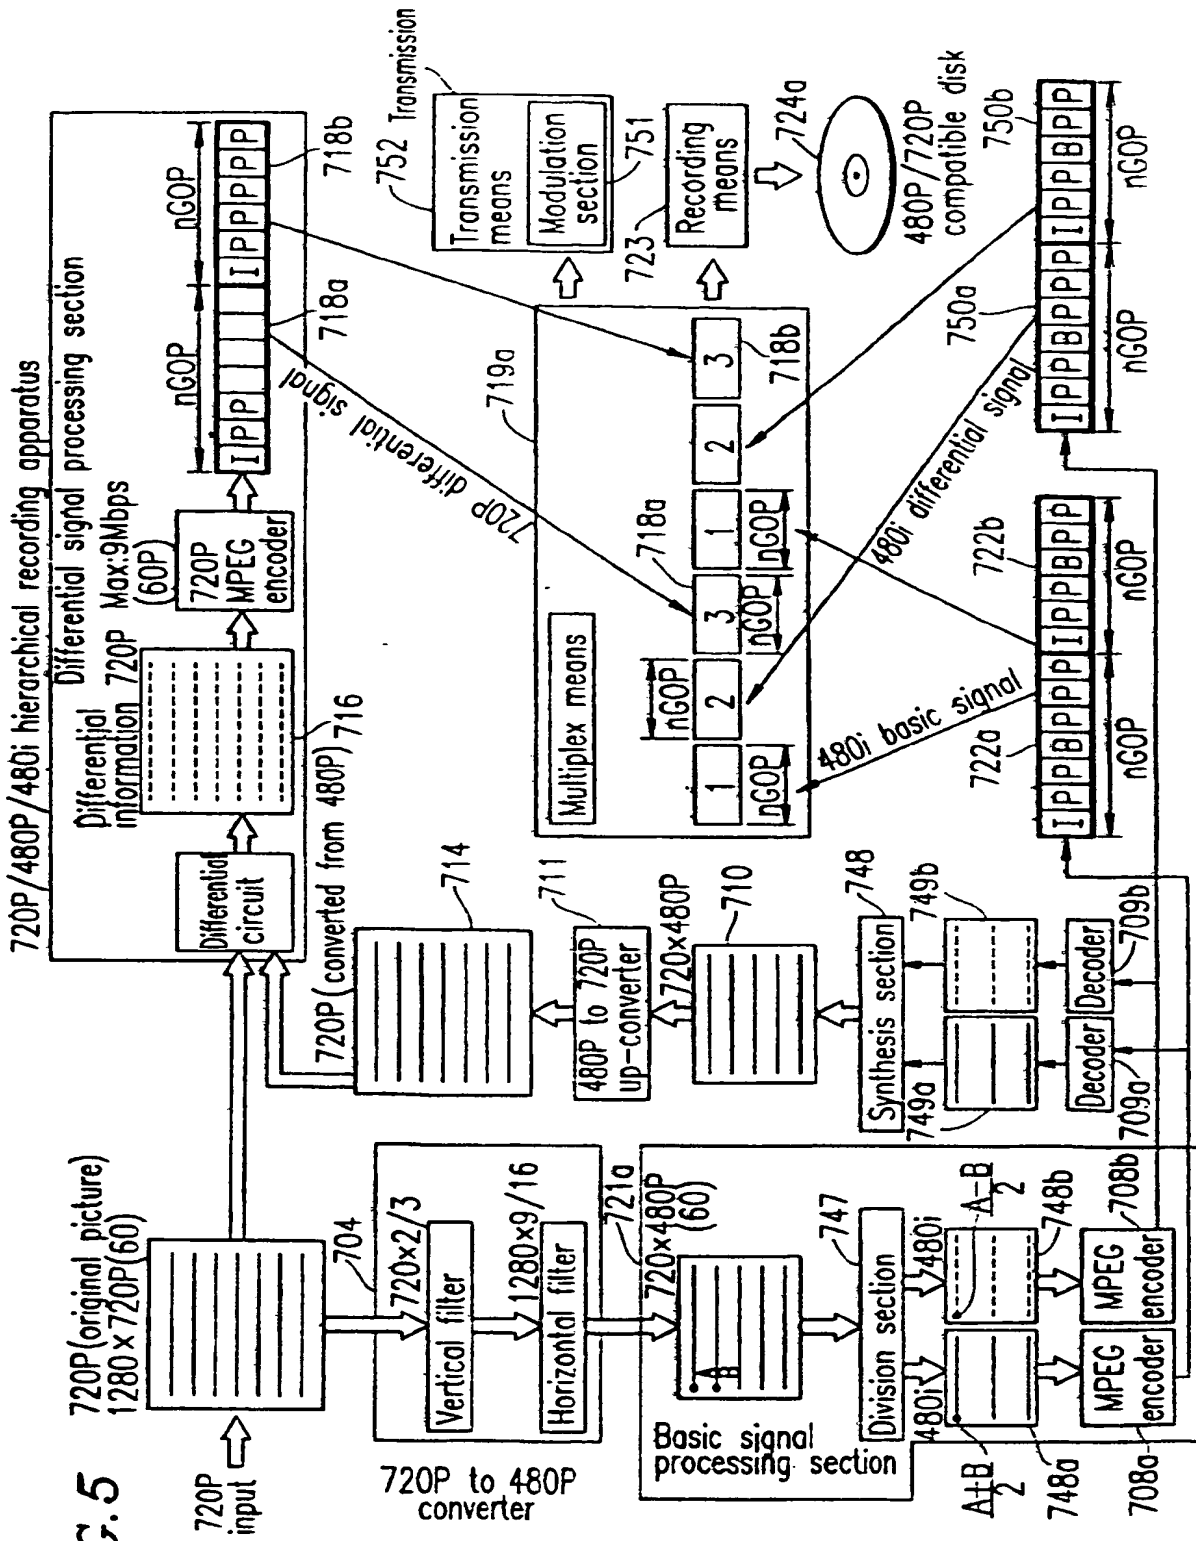 G.5
720P/480P/480i hierarchical recording apparatus
Differential signal processing section
720P
input
720P(original picture)
1280×720P(60)
Differential
circuit
Differential
information
720P
716
Max:9Mbps
(60P)
720P
MPEG
encoder
nGOP
nGOP
I P P
I P P P P P
718a
718b
720P differential signal
720P to 480P
converter
704
720×2/3
Vertical filter
1280×9/16
Horizontal filter
720P(converted from 480P)
714
711
480P to 720P
up-converter
720×480P
710
748
Synthesis section
749a
749b
Decoder
Decoder
709a
709b
Multiplex means
719a
1
2
3
1
2
3
nGOP
nGOP
nGOP
nGOP
718a
718b
752
Transmission
Transmission
means
Modulation
section
751
723
Recording
means
724a
480P/720P
compatible disk
Basic signal
processing section
721a
720×480P
(60)
A
B
747
Division section
480i
480i
A+B
2
A-B
2
748a
748b
MPEG
encoder
MPEG
encoder
708a
708b
480i basic signal
722a
722b
I P P B P P P
I P P P B P
nGOP
nGOP
480i differential signal
750a
750b
I P P B P P
I P P P B P P
nGOP
nGOP